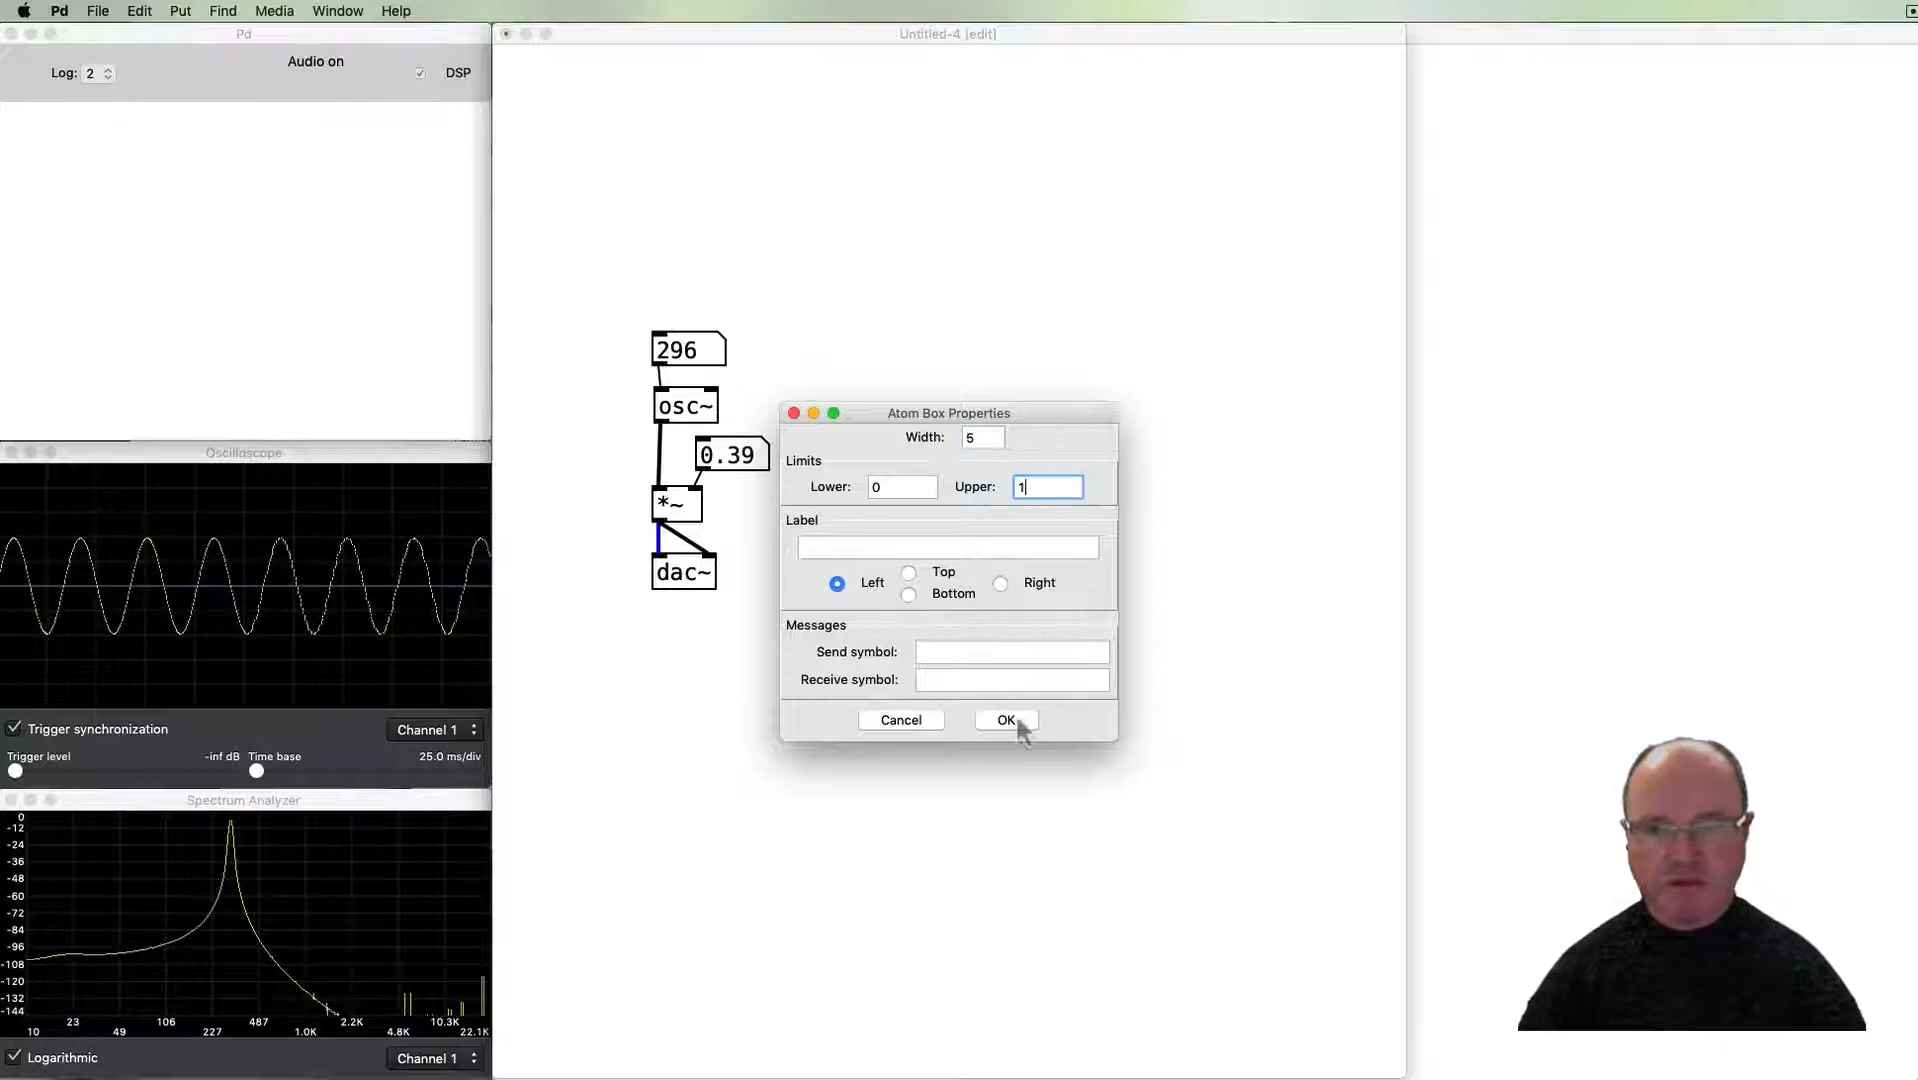 Pd File Edit Put Find Media Window Help
Pd
Log: 2
Audio on
DSP
Untitled-4 [edit]
296
osc~
0.39
*~
dac~
Atom Box Properties
Width: 5
Limits
Lower: 0 Upper: 1
Label
Left
Top
Bottom
Right
Messages
Send symbol:
Receive symbol:
Cancel OK
Oscilloscope
Trigger synchronization Channel 1
Trigger level -inf dB Time base 25.0 ms/div
Spectrum Analyzer
0
-12
-24
-36
-48
-60
-72
-84
-96
-108
-120
-132
-144
23 106 487 2.2K 10.3K
10 49 227 1.0K 4.8K 22.1K
Logarithmic Channel 1